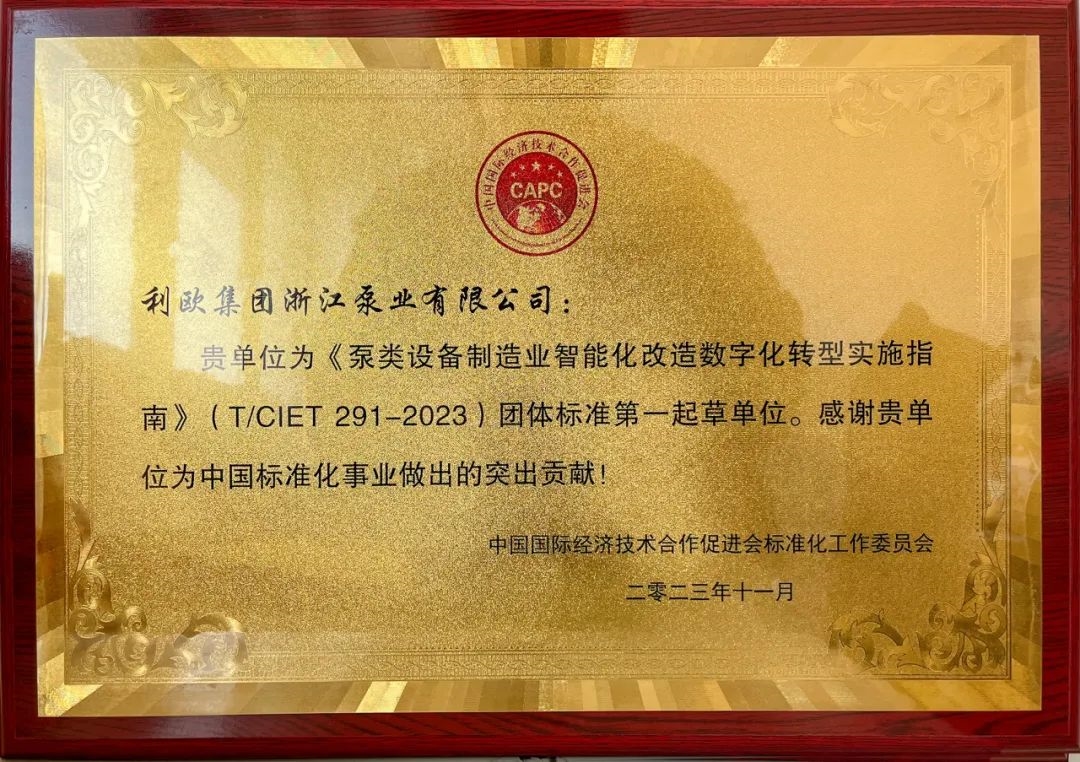 中国国际经济技术合作促进会
CAPC
利欧集团浙江泵业有限公司：
贵单位为《泵类设备制造业智能化改造数字化转型实施指
南》（T/CIET 291-2023）团体标准第一起草单位。感谢贵单
位为中国标准化事业做出的突出贡献！
中国国际经济技术合作促进会标准化工作委员会
二零二三年十一月